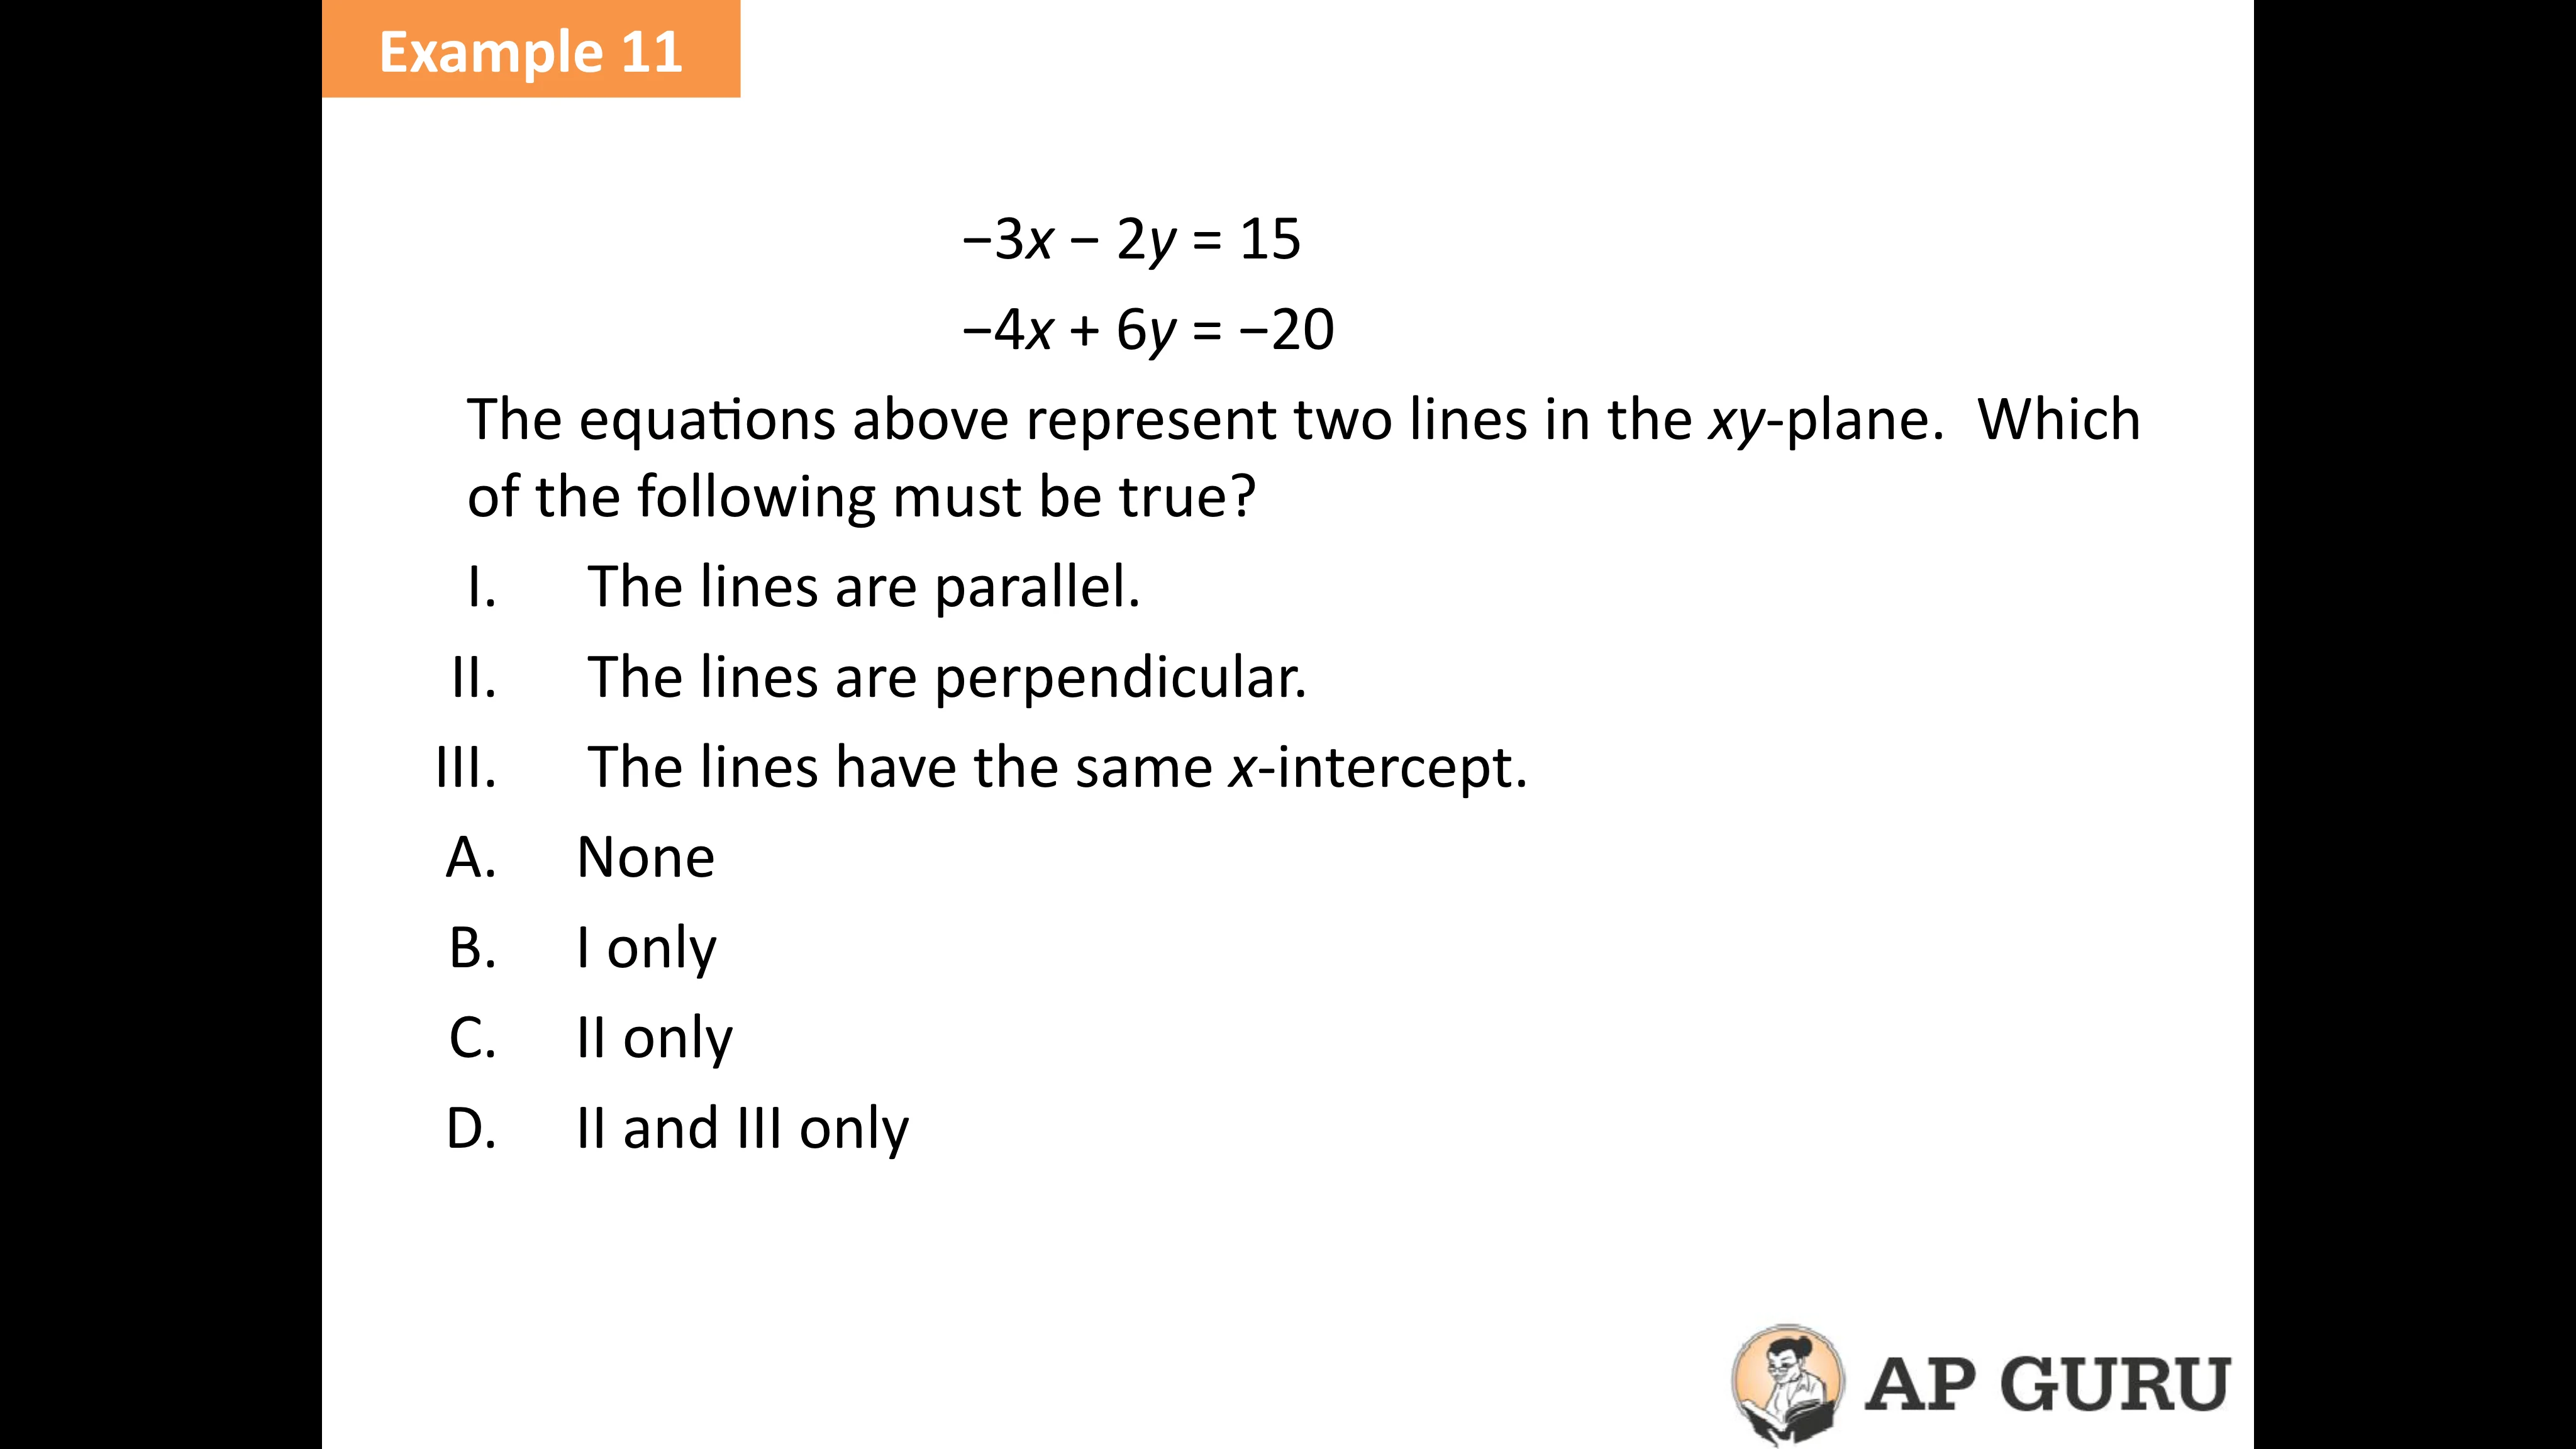 Example 11
−3x − 2y = 15
−4x + 6y = −20
The equations above represent two lines in the xy-plane.  Which
of the following must be true?
I. The lines are parallel.
II. The lines are perpendicular.
III. The lines have the same x-intercept.
A. None
B. I only
C. II only
D. II and III only
AP GURU